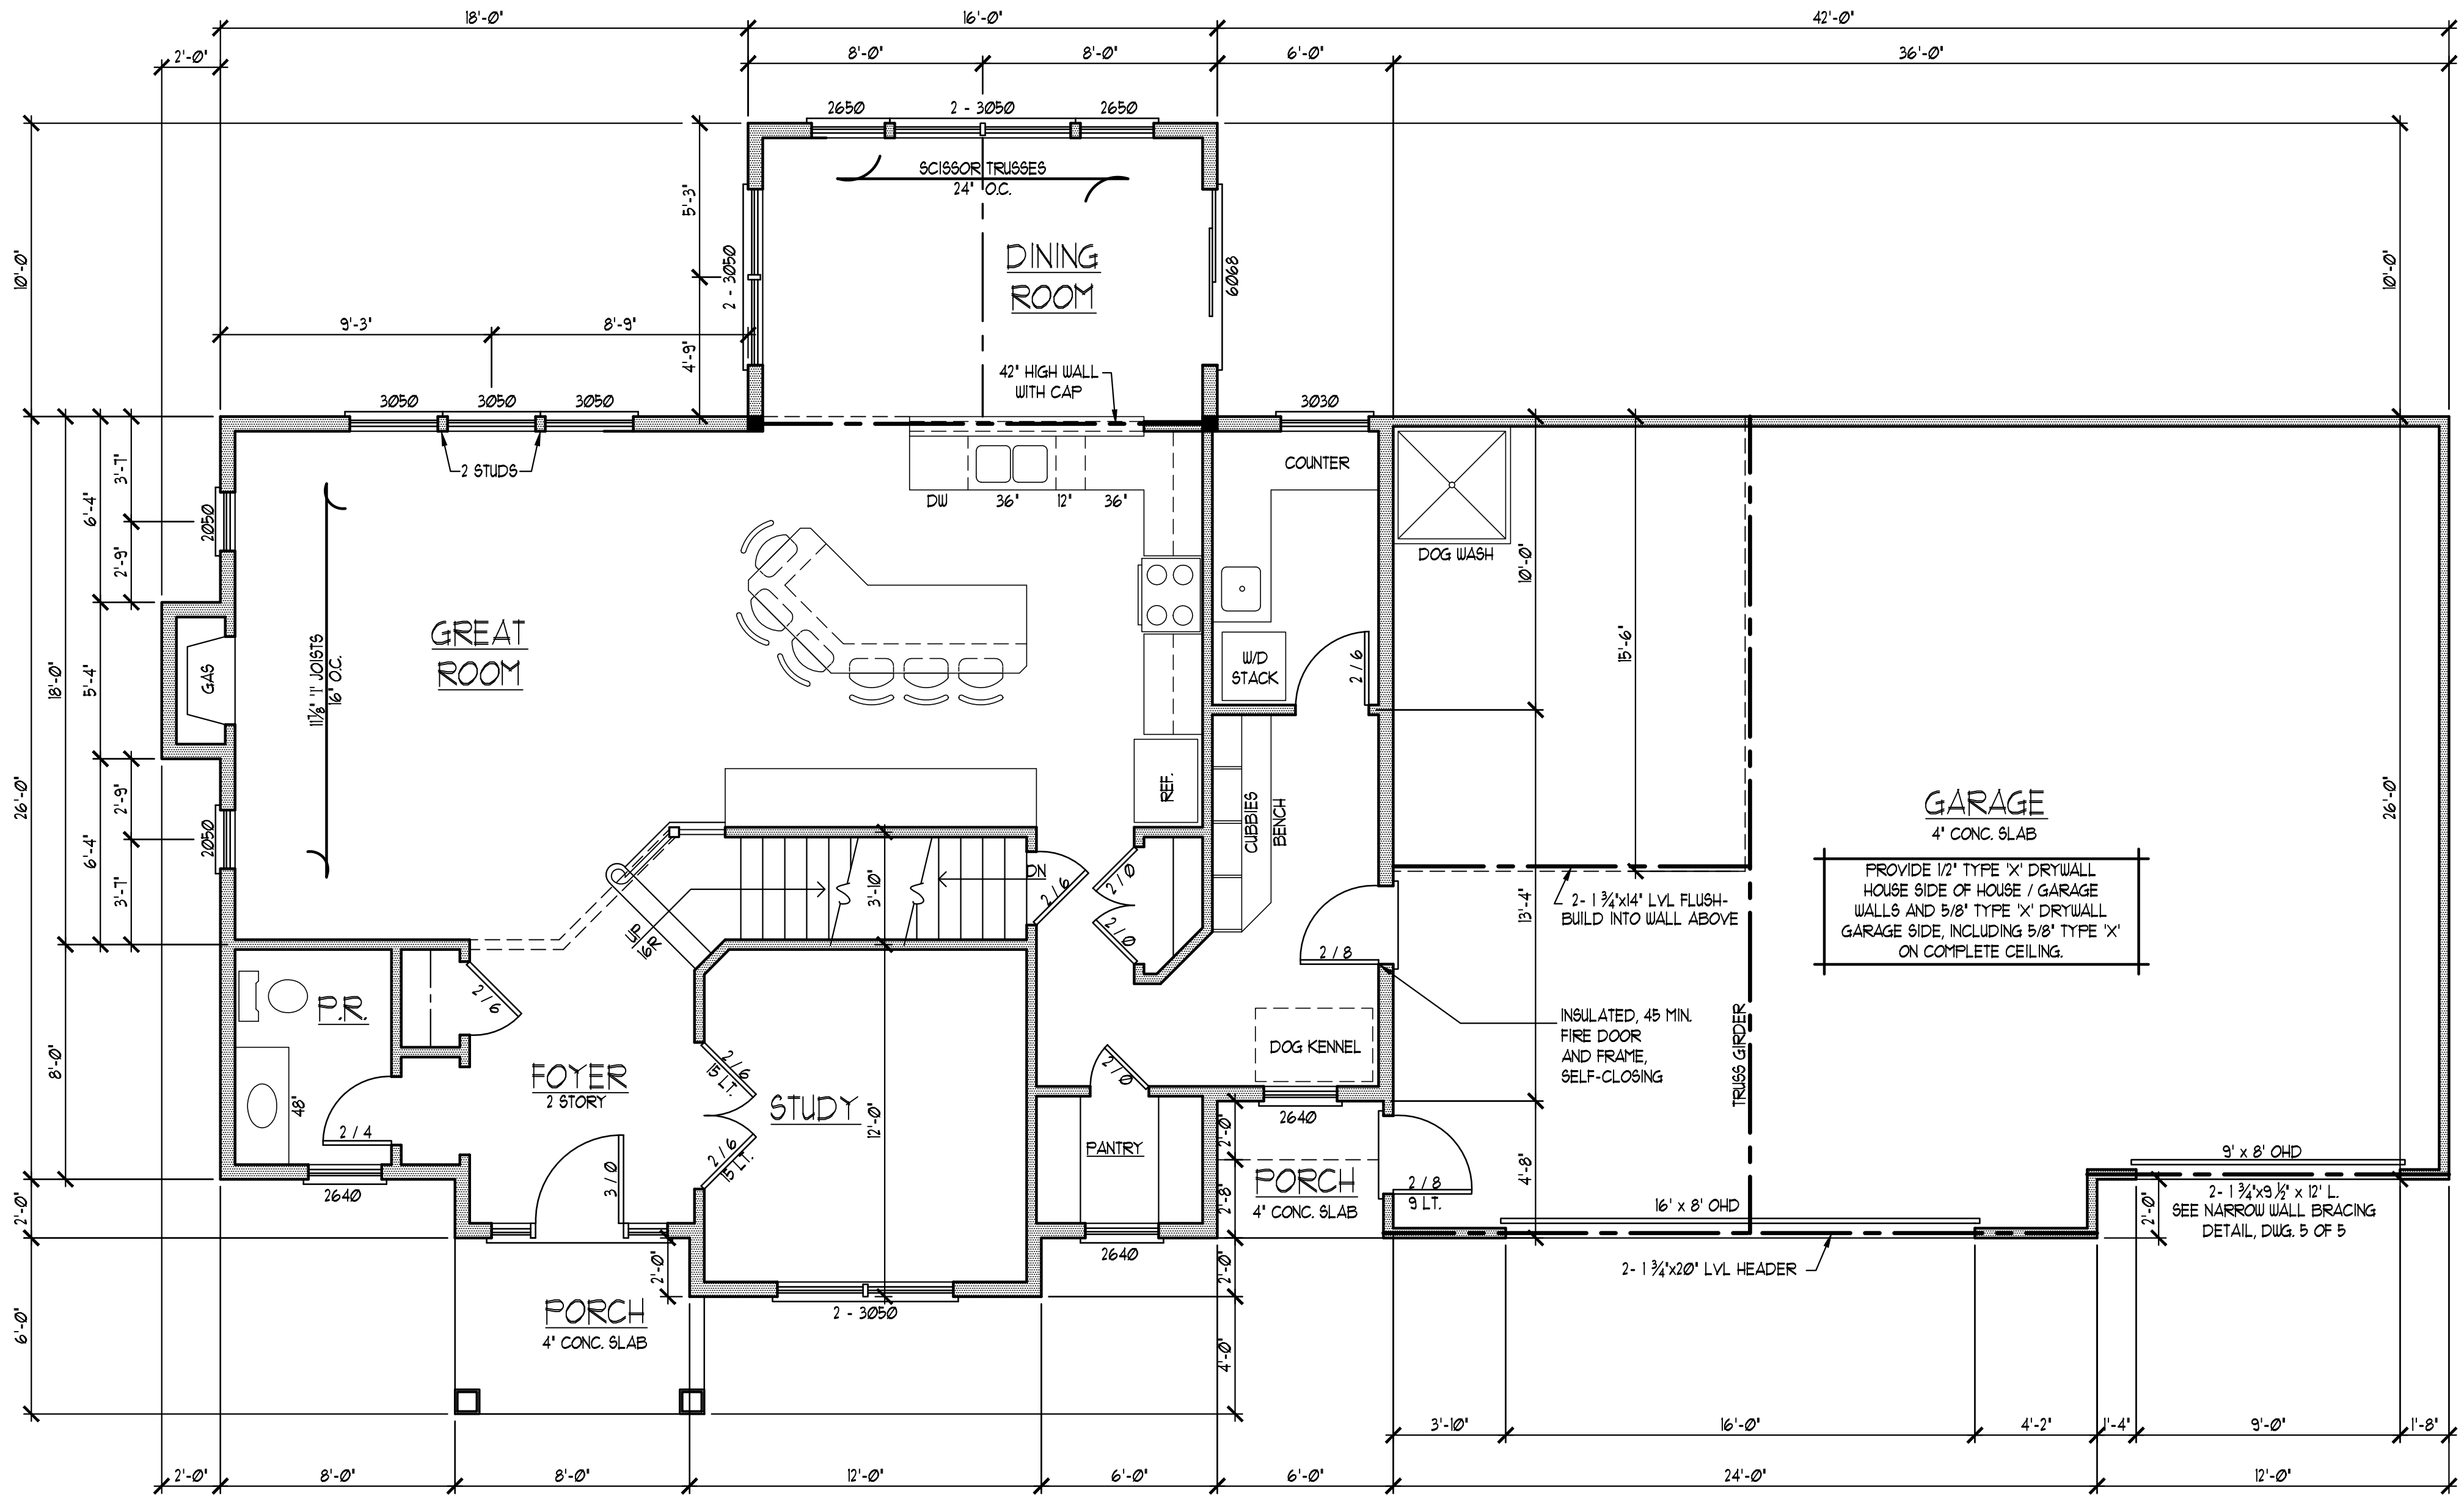 18'-0"
16'-0"
42'-0"
2'-0"
8'-0"
8'-0"
6'-0"
36'-0"
2650
2 - 3050
2650
SCISSOR TRUSSES
24" O.C.
5'-3"
2 - 3050
4'-9"
DINING
ROOM
6068
10'-0"
10'-0"
9'-3"
8'-9"
42" HIGH WALL
WITH CAP
3050
3050
3050
3030
2 STUDS
COUNTER
DW
36"
12"
36"
DOG WASH
3'-7"
6'-4"
2'-9"
2050
10'-0"
15'-6"
GREAT
ROOM
11⅞" 'I' JOISTS
16" O.C.
GAS
5'-4"
18'-0"
26'-0"
W/D
STACK
2 / 6
2'-9"
6'-4"
3'-7"
2050
REF.
CUBBIES
BENCH
GARAGE
4" CONC. SLAB
26'-0"
PROVIDE 1/2" TYPE 'X' DRYWALL
HOUSE SIDE OF HOUSE / GARAGE
WALLS AND 5/8" TYPE 'X' DRYWALL
GARAGE SIDE, INCLUDING 5/8" TYPE 'X'
ON COMPLETE CEILING.
DN
2 / 6
2 / 0
2 / 0
3'-10"
UP
16 R
13'-4"
2- 1 ¾"x14" LVL FLUSH-
BUILD INTO WALL ABOVE
2 / 8
INSULATED, 45 MIN.
FIRE DOOR
AND FRAME,
SELF-CLOSING
TRUSS GIRDER
P.R.
2 / 6
48"
2 / 4
8'-0"
FOYER
2 STORY
2 / 6
15 LT.
STUDY
12'-0"
2 / 6
15 LT.
3 / 0
DOG KENNEL
2 / 0
PANTRY
2640
2'-0"
PORCH
4" CONC. SLAB
2'-8"
4'-8"
2 / 8
9 LT.
16' x 8' OHD
9' x 8' OHD
2- 1 ¾"x9 ½" x 12' L.
SEE NARROW WALL BRACING
DETAIL, DWG. 5 OF 5
2'-0"
2- 1 ¾"x20" LVL HEADER
2640
2640
2'-0"
2'-0"
2 - 3050
2'-0"
PORCH
4" CONC. SLAB
6'-0"
4'-0"
3'-10"
16'-0"
4'-2"
1'-4"
9'-0"
1'-8"
2'-0"
8'-0"
8'-0"
12'-0"
6'-0"
6'-0"
24'-0"
12'-0"